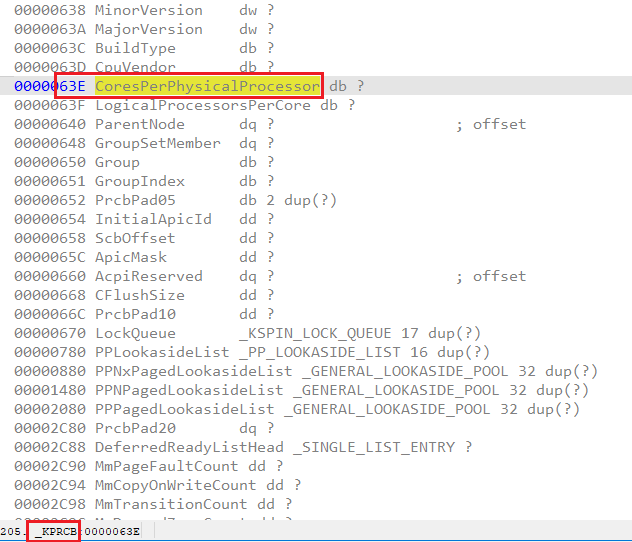 00000638 MinorVersion    dw ?
0000063A MajorVersion    dw ?
0000063C BuildType       db ?
0000063D CpuVendor       db ?
0000063E CoresPerPhysicalProcessor db ?
0000063F LogicalProcessorsPerCore db ?
00000640 ParentNode      dq ?                    ; offset
00000648 GroupSetMember  dq ?
00000650 Group           db ?
00000651 GroupIndex      db ?
00000652 PrcbPad05       db 2 dup(?)
00000654 InitialApicId   dd ?
00000658 ScbOffset       dd ?
0000065C ApicMask        dd ?
00000660 AcpiReserved    dq ?                    ; offset
00000668 CFlushSize      dd ?
0000066C PrcbPad10       dd ?
00000670 LockQueue       _KSPIN_LOCK_QUEUE 17 dup(?)
00000780 PPLookasideList _PP_LOOKASIDE_LIST 16 dup(?)
00000880 PPNxPagedLookasideList _GENERAL_LOOKASIDE_POOL 32 dup(?)
00001480 PPNPagedLookasideList _GENERAL_LOOKASIDE_POOL 32 dup(?)
00002080 PPPagedLookasideList _GENERAL_LOOKASIDE_POOL 32 dup(?)
00002C80 PrcbPad20       dq ?
00002C88 DeferredReadyListHead _SINGLE_LIST_ENTRY ?
00002C90 MmPageFaultCount dd ?
00002C94 MmCopyOnWriteCount dd ?
00002C98 MmTransitionCount dd ?
205. _KPRCB:0000063E